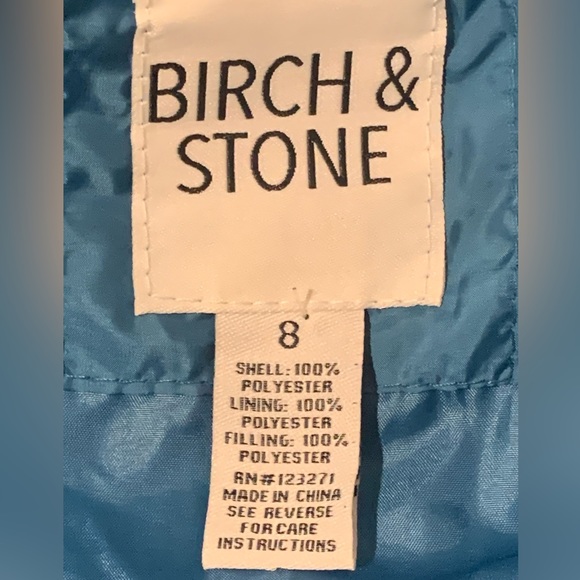 BIRCH &
STONE
8
SHELL: 100%
POLYESTER
LINING: 100%
POLYESTER
FILLING: 100%
POLYESTER
RN#123271
MADE IN CHINA
SEE REVERSE
FOR CARE
INSTRUCTIONS